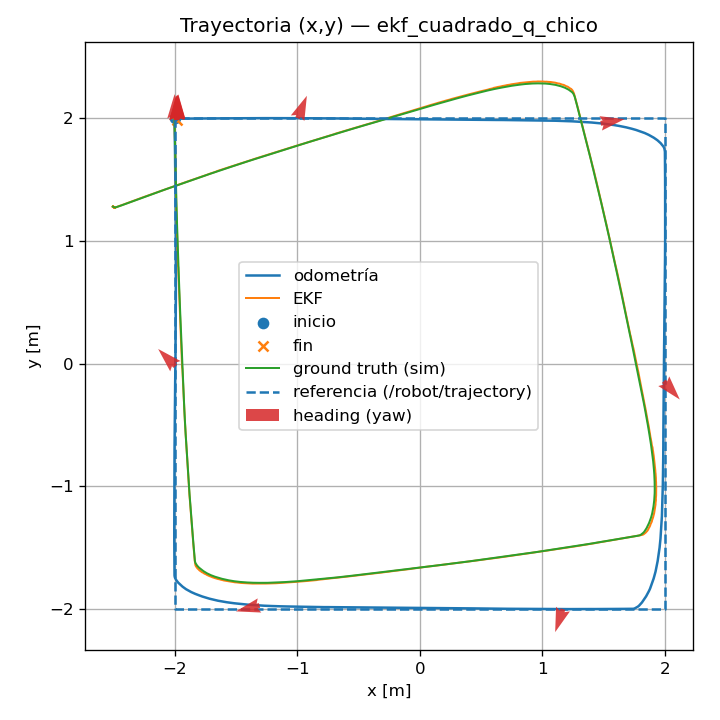 Trayectoria (x,y) — ekf_cuadrado_q_chico
y [m]
2
1
0
−1
−2
odometría
EKF
inicio
fin
ground truth (sim)
referencia (/robot/trajectory)
heading (yaw)
−2
−1
0
1
2
x [m]